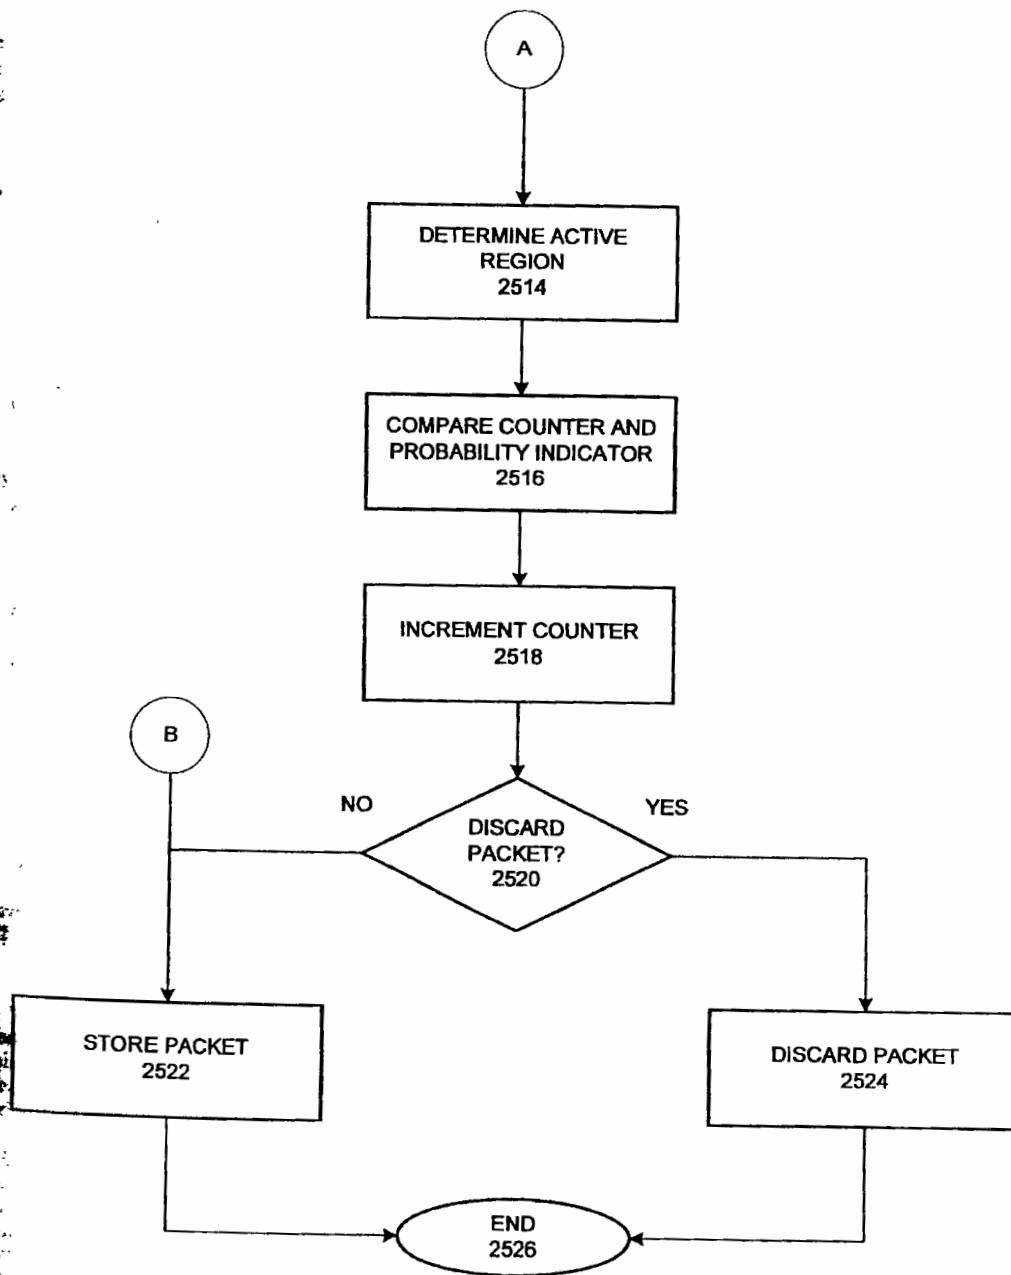 A
DETERMINE ACTIVE
REGION
2514
COMPARE COUNTER AND
PROBABILITY INDICATOR
2516
INCREMENT COUNTER
2518
B
NO
YES
DISCARD
PACKET?
2520
STORE PACKET
2522
DISCARD PACKET
2524
END
2526